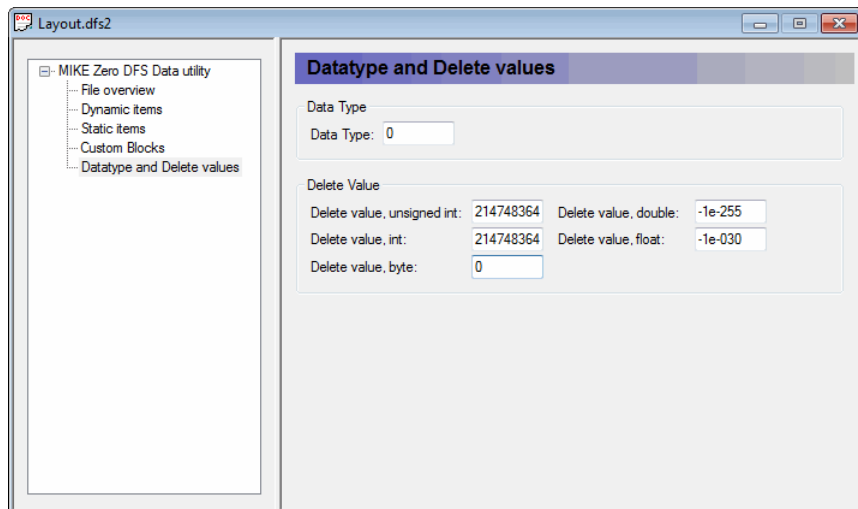 Layout.dfs2
MIKE Zero DFS Data utility
File overview
Dynamic items
Static items
Custom Blocks
Datatype and Delete values
Datatype and Delete values
Data Type
Data Type: 0
Delete Value
Delete value, unsigned int: 214748364 Delete value, double: -1e-255
Delete value, int: 214748364 Delete value, float: -1e-030
Delete value, byte: 0